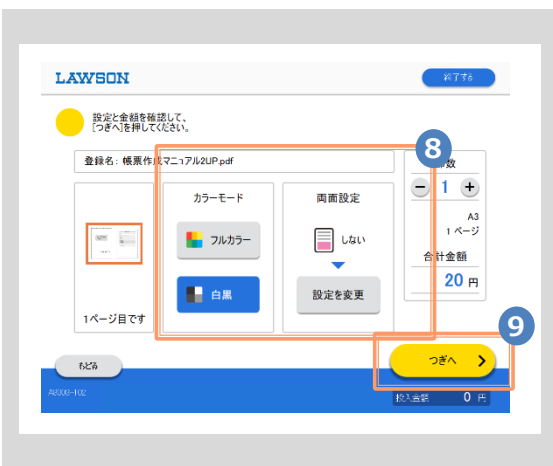 LAWSON
終了する
設定と金額を確認して、
[つぎへ]を押してください。
8
登録名: 帳票作成マニュアル2UP.pdf
数
カラーモード
両面設定
1
フルカラー
しない
A3
1 ページ
合計金額
20 円
白黒
設定を変更
1ページ目です
9
もどる
つぎへ
投入金額 0 円